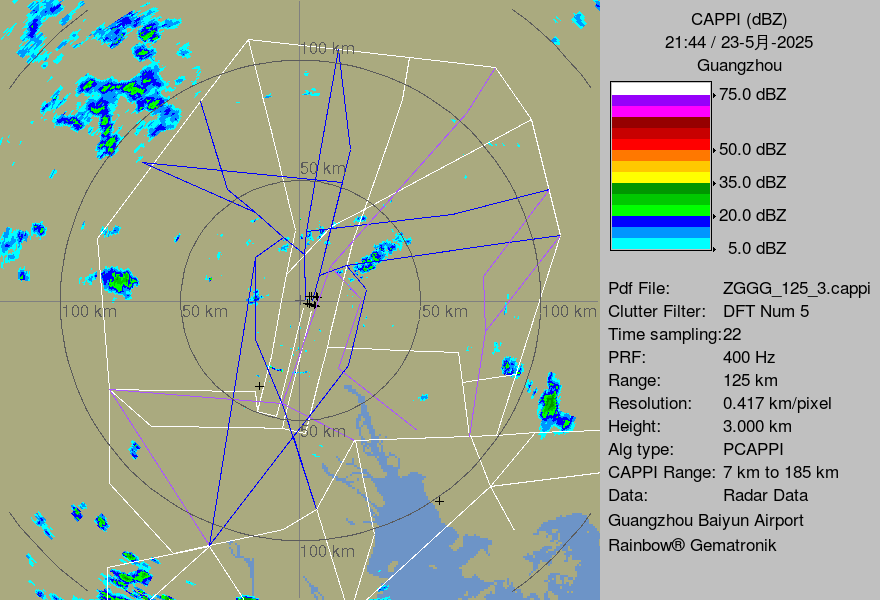 100 km
50 km
100 km
50 km
50 km
100 km
50 km
100 km
CAPPI (dBZ)
21:44 / 23-5月-2025
Guangzhou
75.0 dBZ
50.0 dBZ
35.0 dBZ
20.0 dBZ
5.0 dBZ
Pdf File: ZGGG_125_3.cappi
Clutter Filter: DFT Num 5
Time sampling:22
PRF: 400 Hz
Range: 125 km
Resolution: 0.417 km/pixel
Height: 3.000 km
Alg type: PCAPPI
CAPPI Range: 7 km to 185 km
Data: Radar Data
Guangzhou Baiyun Airport
Rainbow® Gematronik